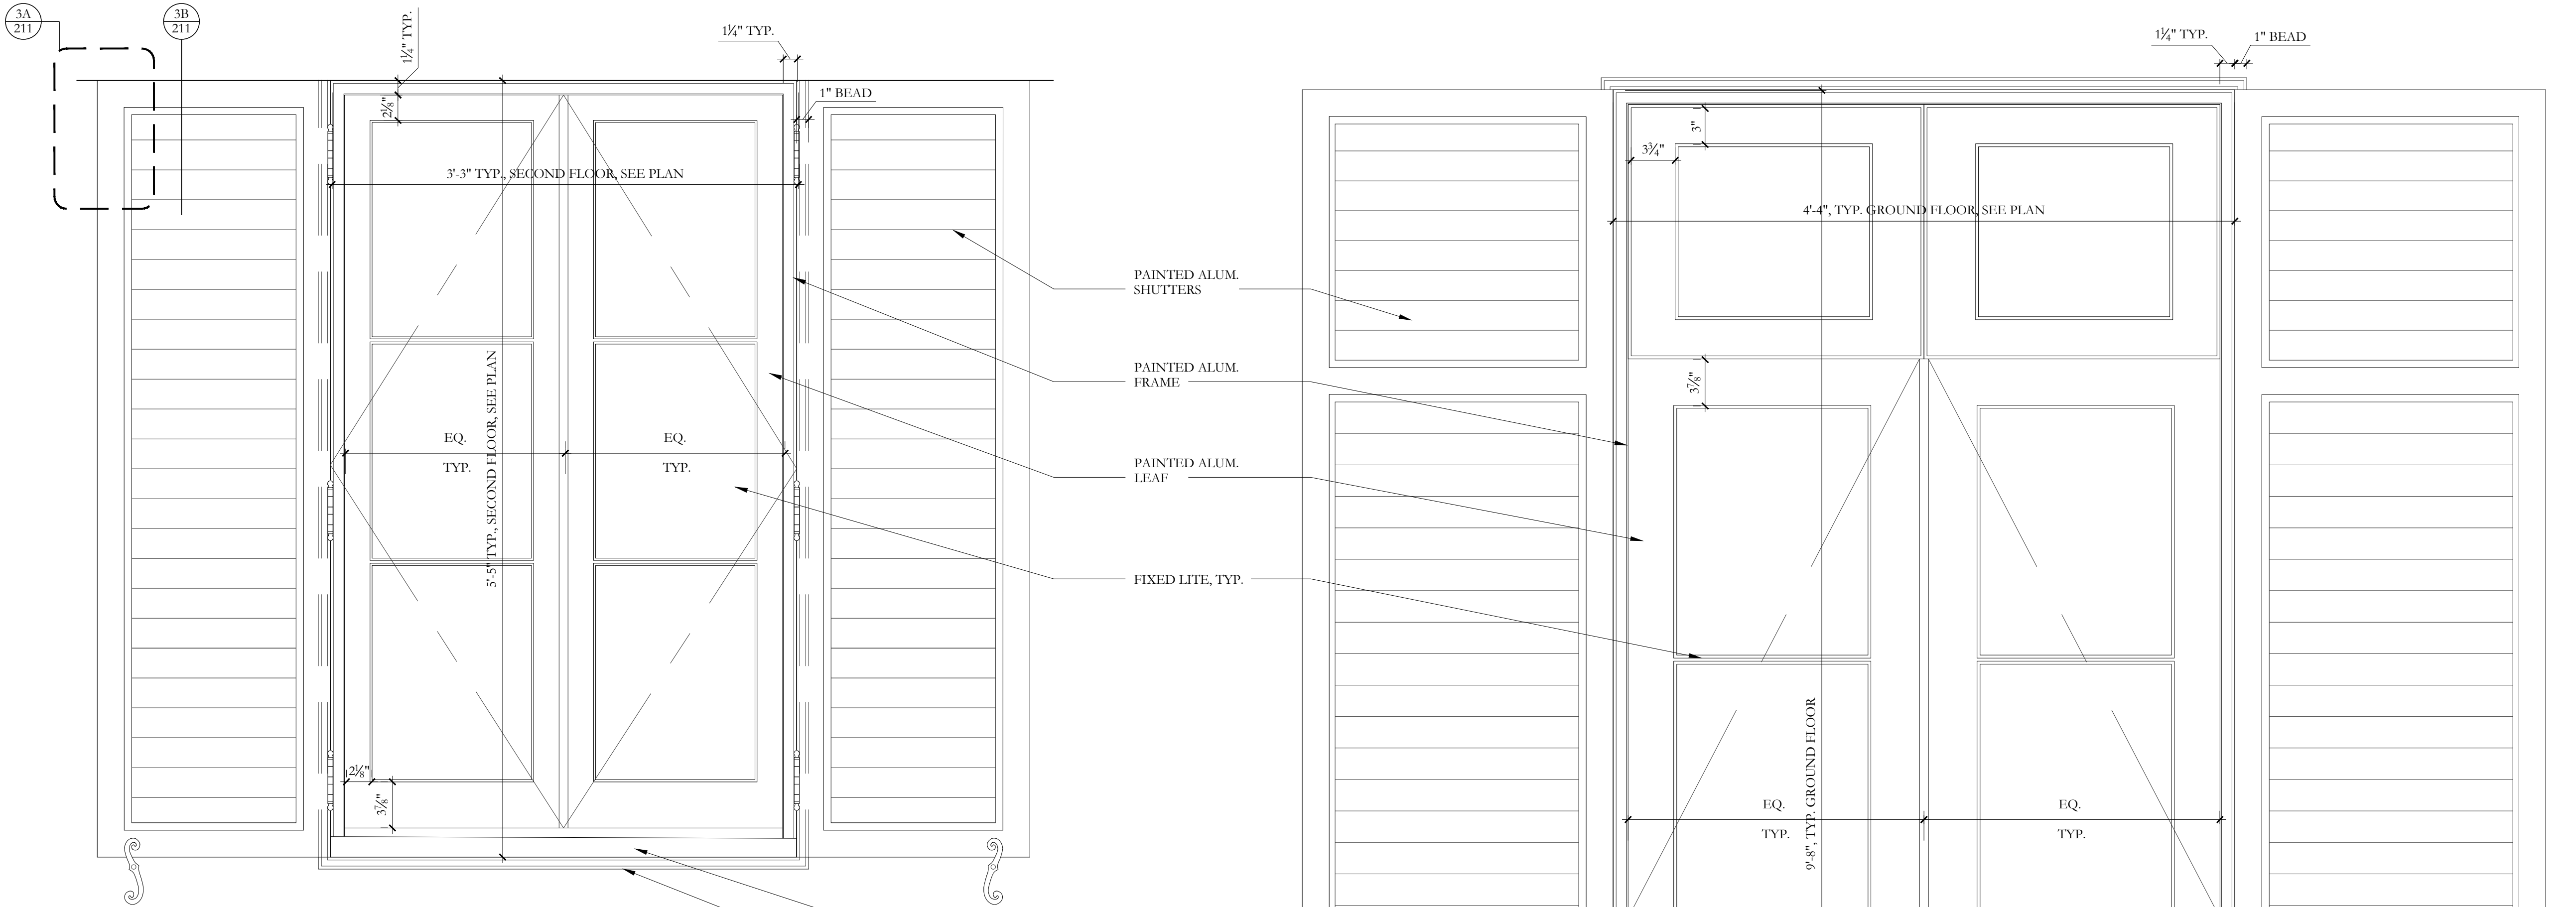 3A
211
3B
211
1¼" TYP.
1¼" TYP.
1" BEAD
2⅛"
3'-3" TYP., SECOND FLOOR, SEE PLAN
5'-5" TYP., SECOND FLOOR, SEE PLAN
EQ.
TYP.
EQ.
TYP.
2⅛"
3⅞"
PAINTED ALUM.
SHUTTERS
PAINTED ALUM.
FRAME
PAINTED ALUM.
LEAF
FIXED LITE, TYP.
1¼" TYP.
1" BEAD
3"
3¾"
4'-4", TYP. GROUND FLOOR, SEE PLAN
3⅞"
9'-8", TYP. GROUND FLOOR
EQ.
TYP.
EQ.
TYP.